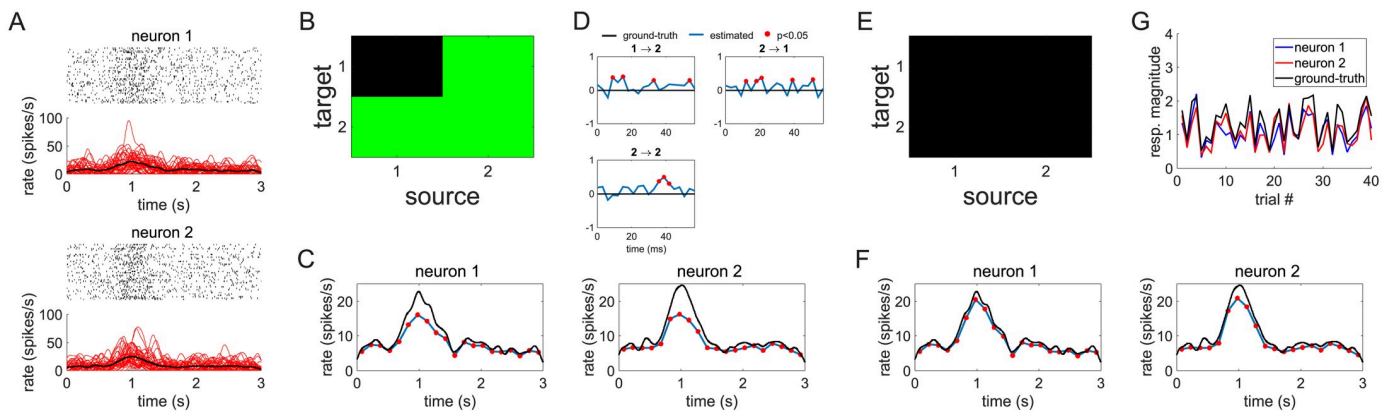 A
neuron 1
rate (spikes/s)
100
50
0
0 1 2 3
time (s)
neuron 2
rate (spikes/s)
100
50
0
0 1 2 3
time (s)
B
target
1
2
1 2
source
C
neuron 1
rate (spikes/s)
20
10
0
0 1 2 3
time (s)
neuron 2
rate (spikes/s)
20
10
0
0 1 2 3
time (s)
D
ground-truth estimated p<0.05
1 → 2
1
0
-1
0 20 40
2 → 1
1
0
-1
0 20 40
2 → 2
1
0
-1
0 20 40
time (ms)
E
target
1
2
1 2
source
F
neuron 1
rate (spikes/s)
20
10
0
0 1 2 3
time (s)
neuron 2
rate (spikes/s)
20
10
0
0 1 2 3
time (s)
G
resp. magnitude
4
3
2
1
0
0 10 20 30 40
trial #
neuron 1
neuron 2
ground-truth